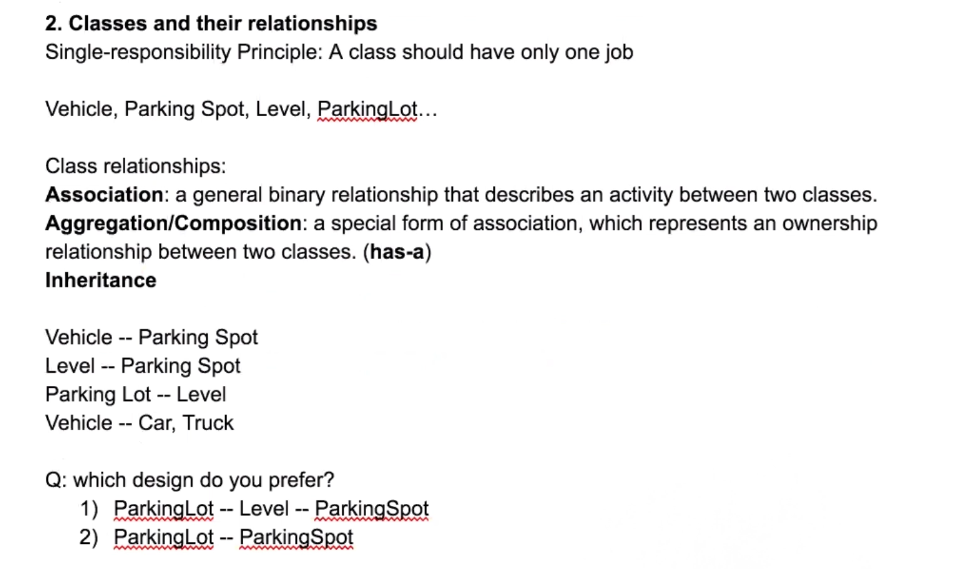 2. Classes and their relationships
Single-responsibility Principle: A class should have only one job
Vehicle, Parking Spot, Level, ParkingLot...
Class relationships:
Association: a general binary relationship that describes an activity between two classes.
Aggregation/Composition: a special form of association, which represents an ownership
relationship between two classes. (has-a)
Inheritance
Vehicle -- Parking Spot
Level -- Parking Spot
Parking Lot -- Level
Vehicle -- Car, Truck
Q: which design do you prefer?
1) ParkingLot -- Level -- ParkingSpot
2) ParkingLot -- ParkingSpot